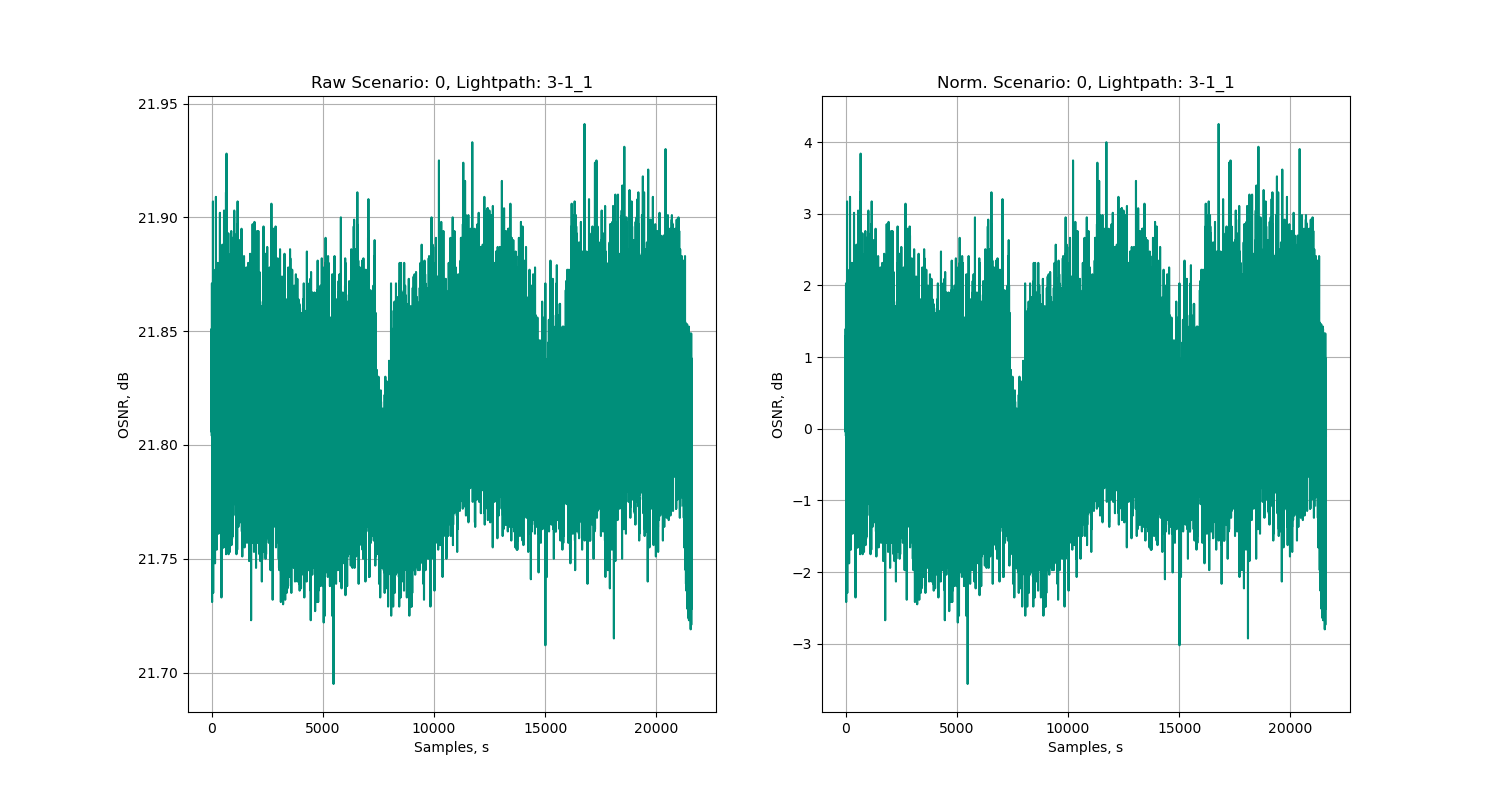 Raw Scenario: 0, Lightpath: 3-1_1
21.95
21.90
21.85
21.80
21.75
21.70
OSNR, dB
0 5000 10000 15000 20000
Samples, s
Norm. Scenario: 0, Lightpath: 3-1_1
4
3
2
1
0
−1
−2
−3
OSNR, dB
0 5000 10000 15000 20000
Samples, s